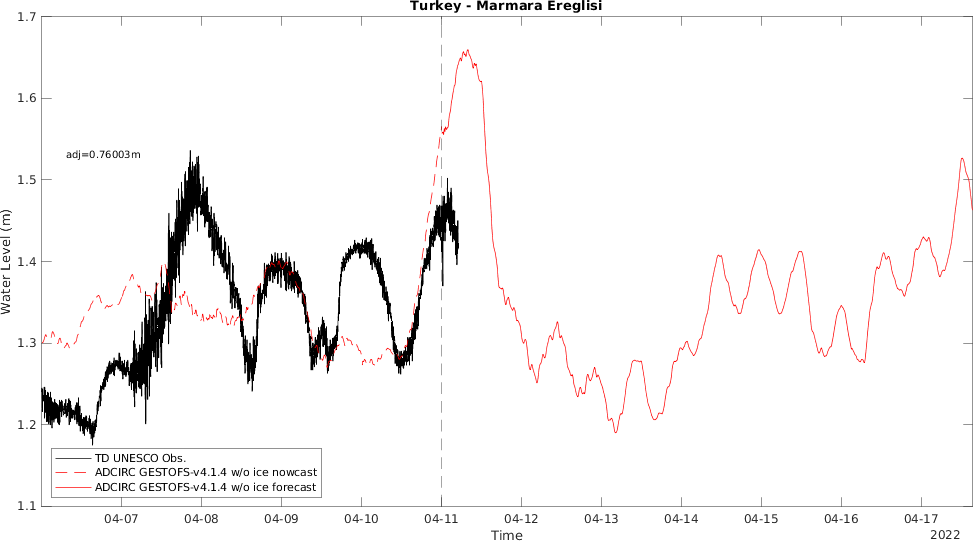 Turkey - Marmara Ereglisi
1.7
1.6
1.5
1.4
1.3
1.2
1.1
Water Level (m)
adj=0.76003m
TD UNESCO Obs.
ADCIRC GESTOFS-v4.1.4 w/o ice nowcast
ADCIRC GESTOFS-v4.1.4 w/o ice forecast
04-07 04-08 04-09 04-10 04-11 04-12 04-13 04-14 04-15 04-16 04-17
Time
2022